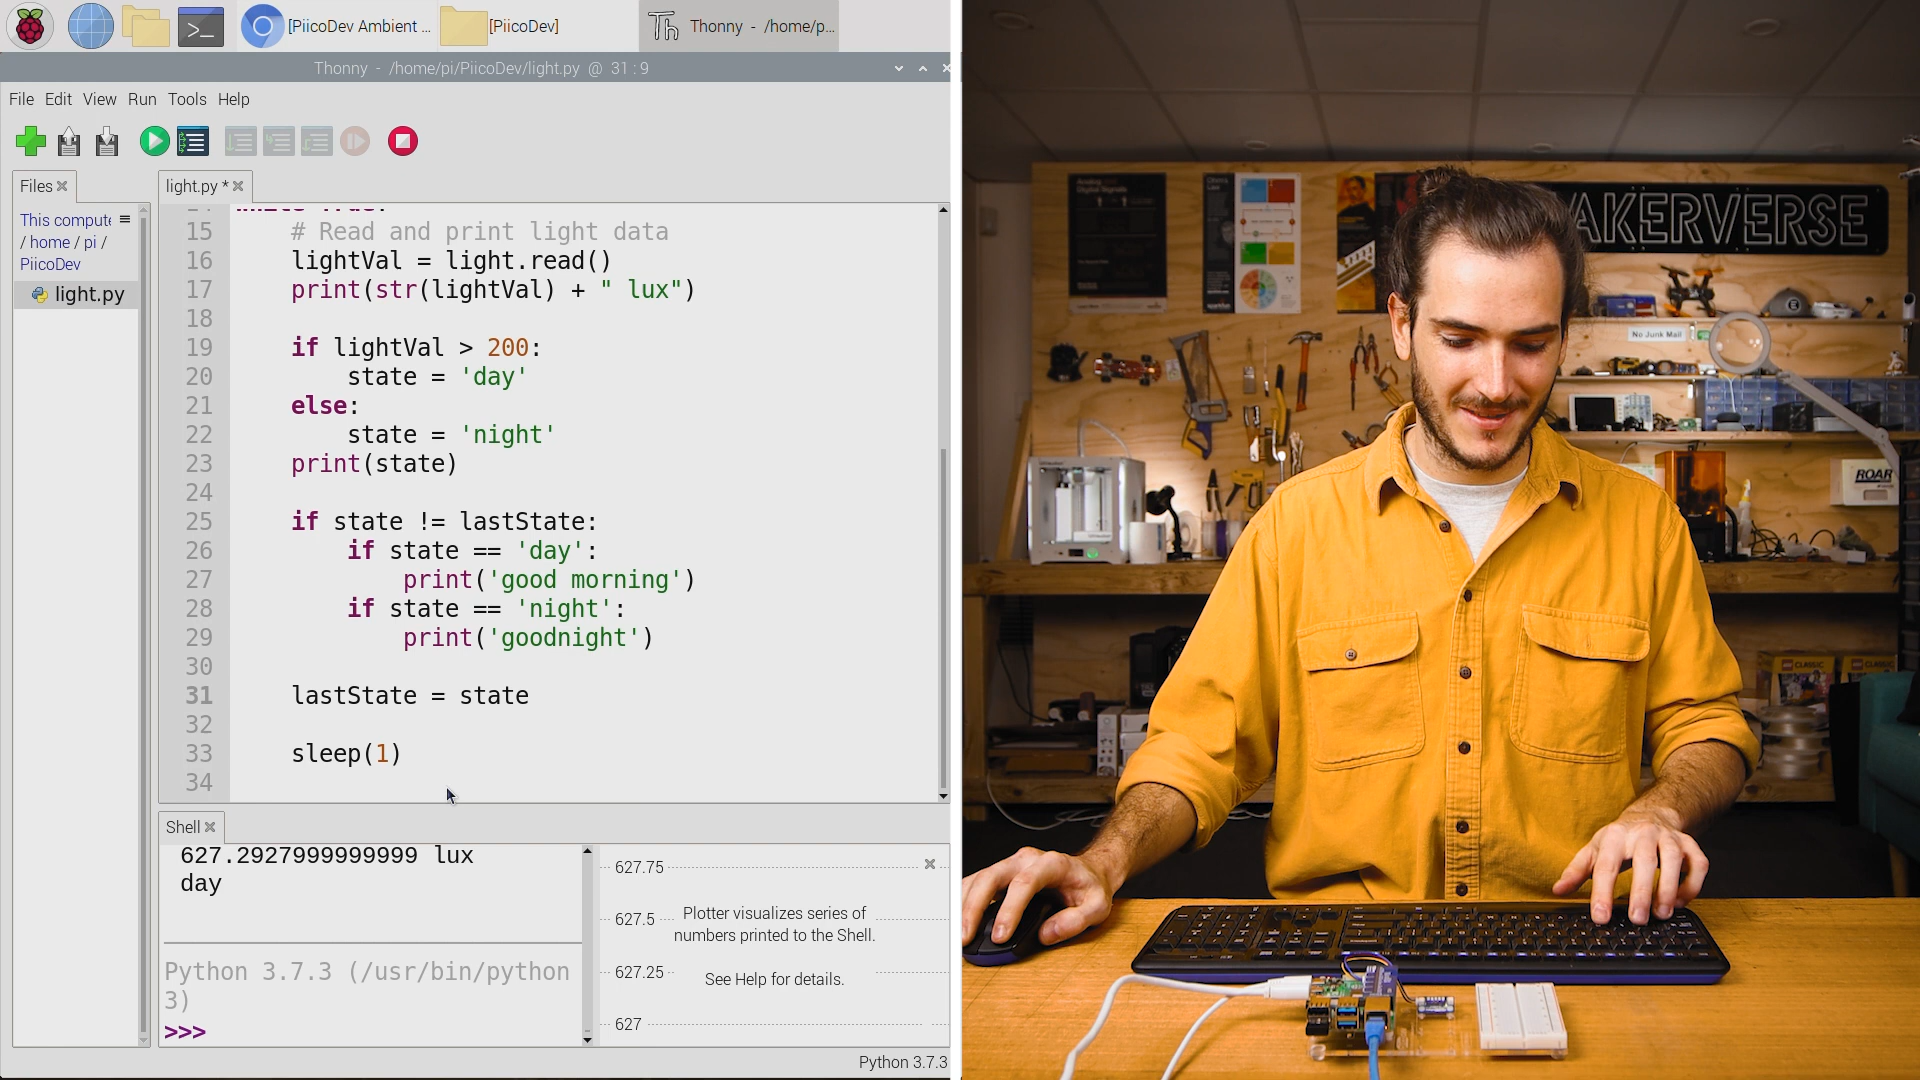 [PiicoDev Ambient ...
[PiicoDev]
Thonny - /home/p...
Thonny - /home/pi/PiicoDev/light.py @ 31 : 9
File Edit View Run Tools Help
Files
light.py *
This compute
/ home / pi /
PiicoDev
light.py
15 # Read and print light data
16 lightVal = light.read()
17 print(str(lightVal) + " lux")
18
19 if lightVal > 200:
20 state = 'day'
21 else:
22 state = 'night'
23 print(state)
24
25 if state != lastState:
26 if state == 'day':
27 print('good morning')
28 if state == 'night':
29 print('goodnight')
30
31 lastState = state
32
33 sleep(1)
34
Shell
627.2927999999999 lux
day
Python 3.7.3 (/usr/bin/python
3)
>>>
627.75
627.5
627.25
627
Plotter visualizes series of
numbers printed to the Shell.
See Help for details.
Python 3.7.3
AKERVERSE
No Junk Mail
ROAR
CLASSIC
CLASSIC